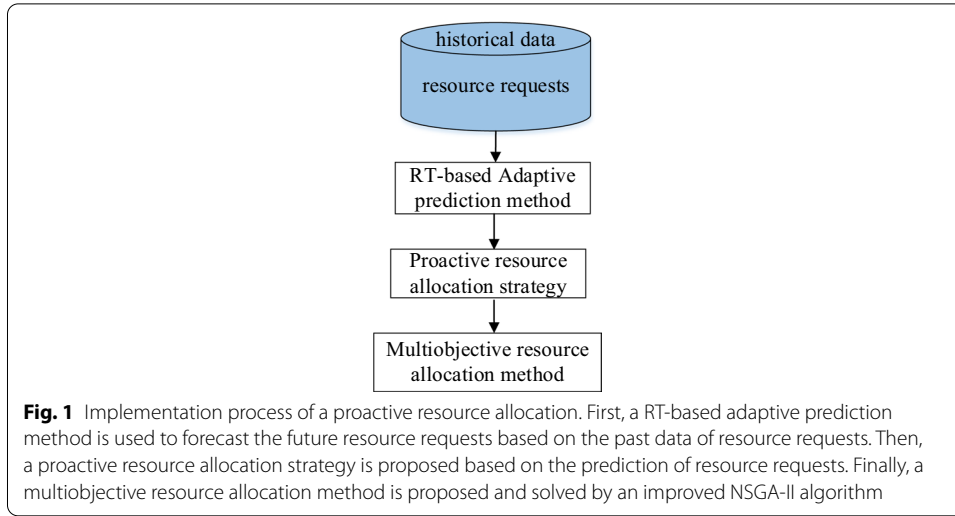 historical data
resource requests
RT-based Adaptive
prediction method
Proactive resource
allocation strategy
Multiobjective resource
allocation method
Fig. 1 Implementation process of a proactive resource allocation. First, a RT-based adaptive prediction
method is used to forecast the future resource requests based on the past data of resource requests. Then,
a proactive resource allocation strategy is proposed based on the prediction of resource requests. Finally, a
multiobjective resource allocation method is proposed and solved by an improved NSGA-II algorithm